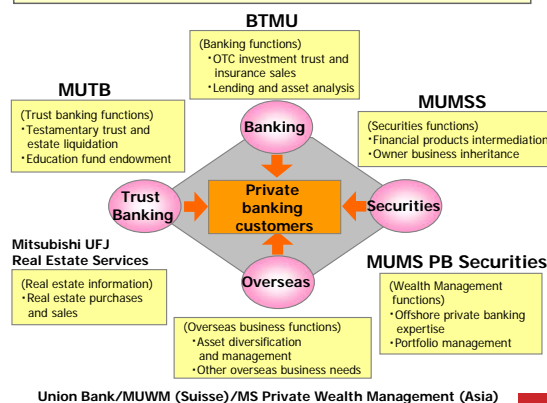 BTMU
(Banking functions)
・OTC investment trust and
insurance sales
・Lending and asset analysis
MUTB
(Trust banking functions)
・Testamentary trust and
estate liquidation
・Education fund endowment
MUMSS
(Securities functions)
・Financial products intermediation
・Owner business inheritance
Banking
Trust
Banking
Private
banking
customers
Securities
Overseas
Mitsubishi UFJ
Real Estate Services
(Real estate information)
・Real estate purchases
and sales
MUMS PB Securities
(Wealth Management
functions)
・Offshore private banking
expertise
・Portfolio management
(Overseas business functions)
・Asset diversification
and management
・Other overseas business needs
Union Bank/MUWM (Suisse)/MS Private Wealth Management (Asia)